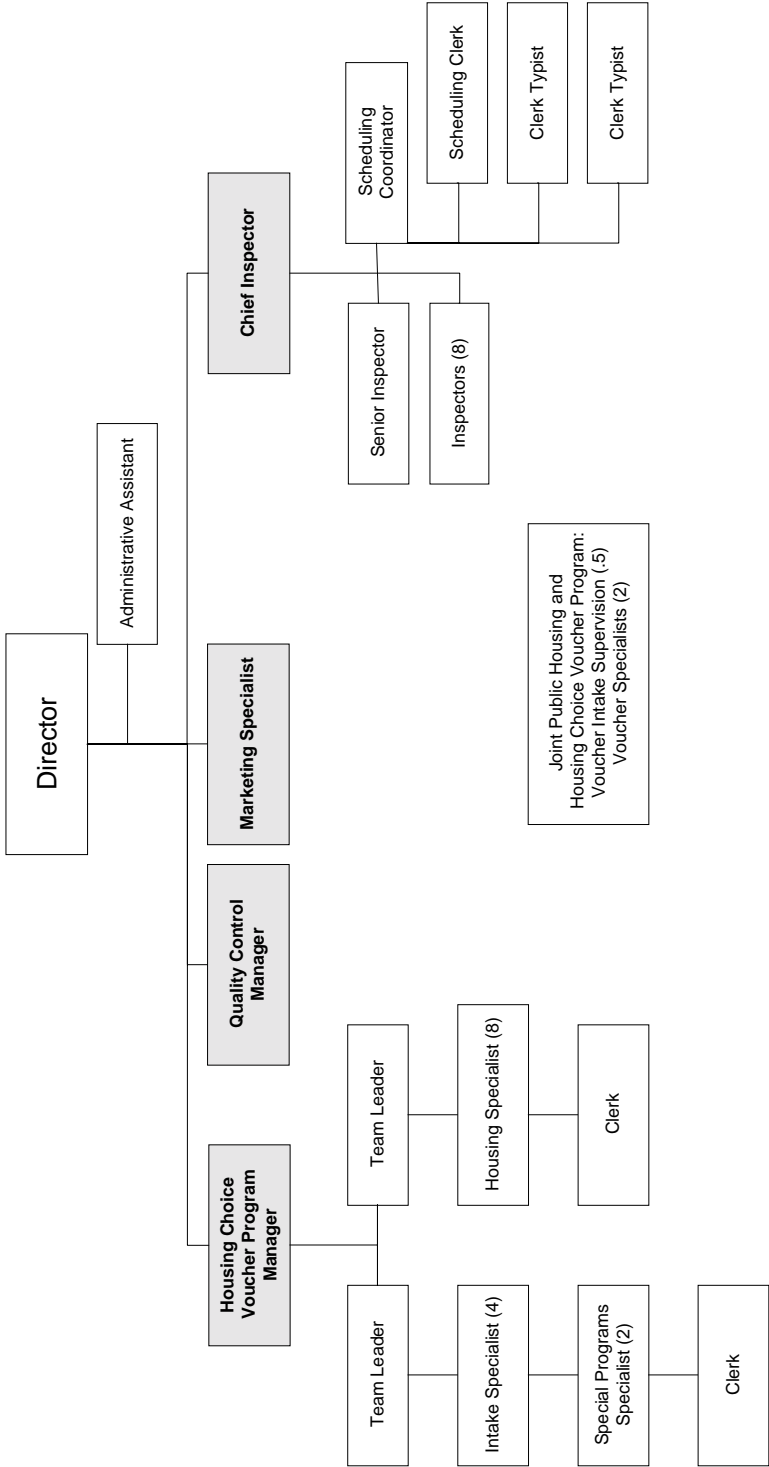 Director
Administrative Assistant
Housing Choice
Voucher Program
Manager
Quality Control
Manager
Marketing Specialist
Chief Inspector
Team Leader
Team Leader
Senior Inspector
Scheduling
Coordinator
Intake Specialist (4)
Housing Specialist (8)
Inspectors (8)
Scheduling Clerk
Special Programs
Specialist (2)
Clerk
Clerk Typist
Clerk
Clerk Typist
Joint Public Housing and
Housing Choice Voucher Program:
Voucher Intake Supervision (.5)
Voucher Specialists (2)